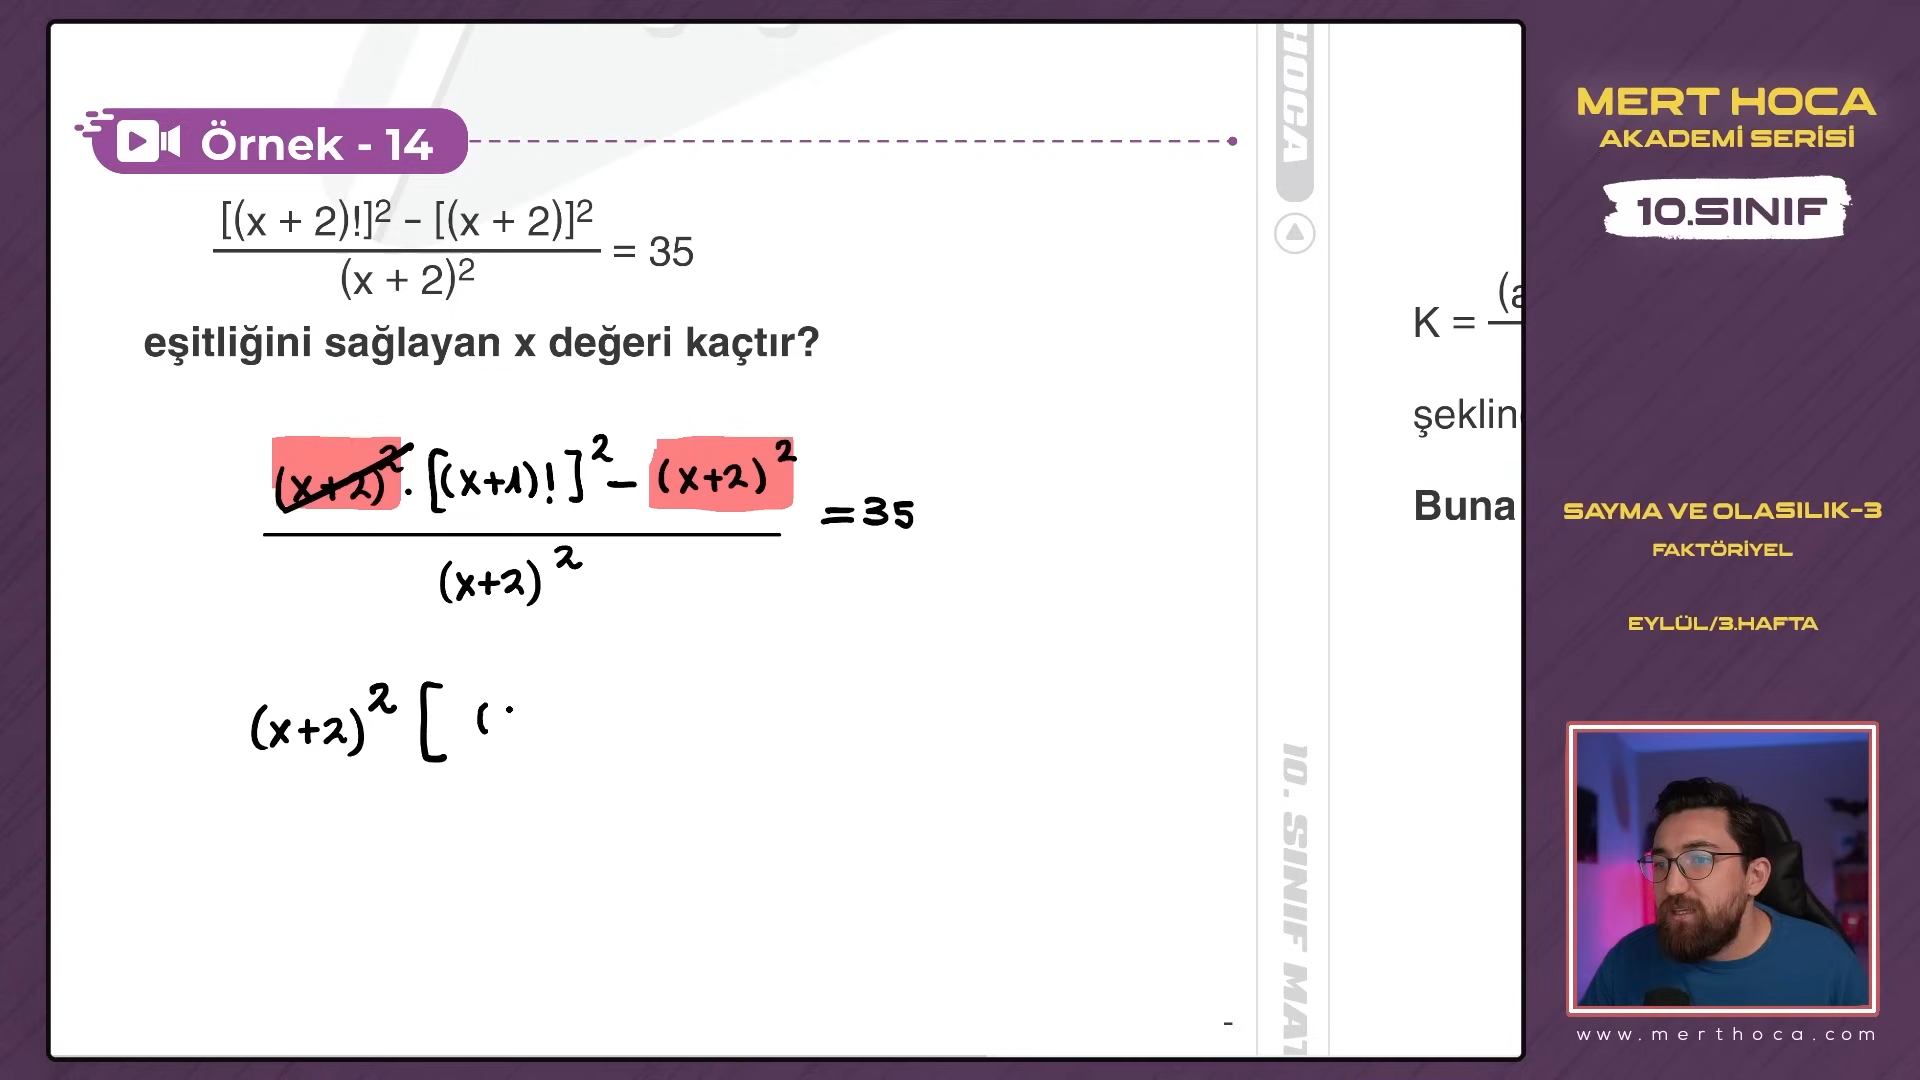 Örnek - 14
[(x + 2)!]² - [(x + 2)]²
(x + 2)²
= 35
eşitliğini sağlayan x değeri kaçtır?
(x+2)² . [(x+1)!]² - (x+2)²
(x+2)²
=35
(x+2)² [ (
-
HOCA
10. SINIF MAT
K =
(a
şeklin
Buna
MERT HOCA
AKADEMİ SERİSİ
10.SINIF
SAYMA VE OLASILIK-3
FAKTÖRİYEL
EYLÜL/3.HAFTA
www.merthoca.com